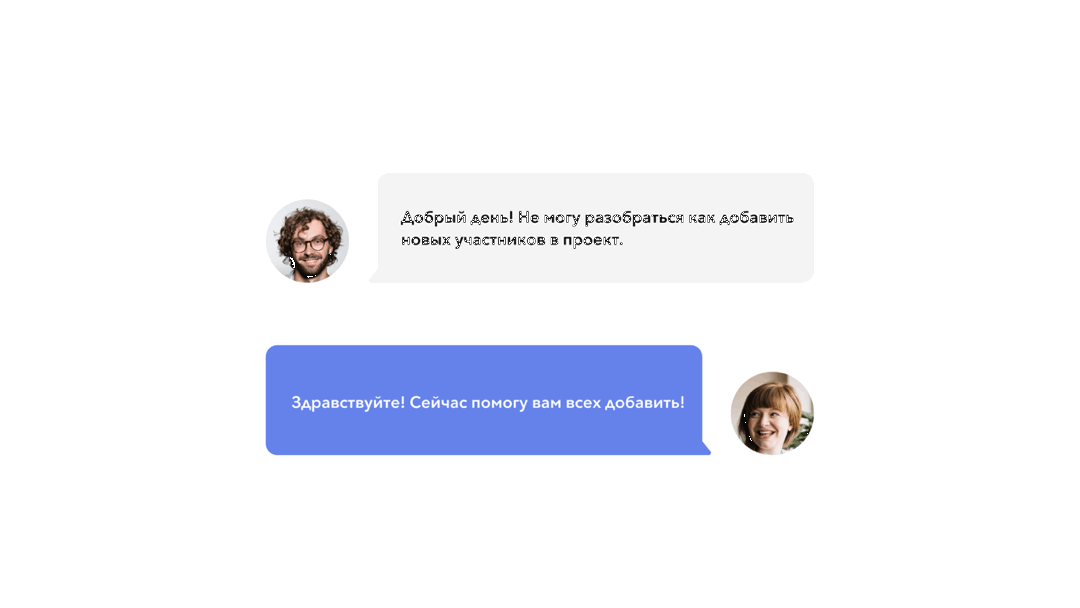 Добрый день! Не могу разобраться как добавить
новых участников в проект.
Здравствуйте! Сейчас помогу вам всех добавить!